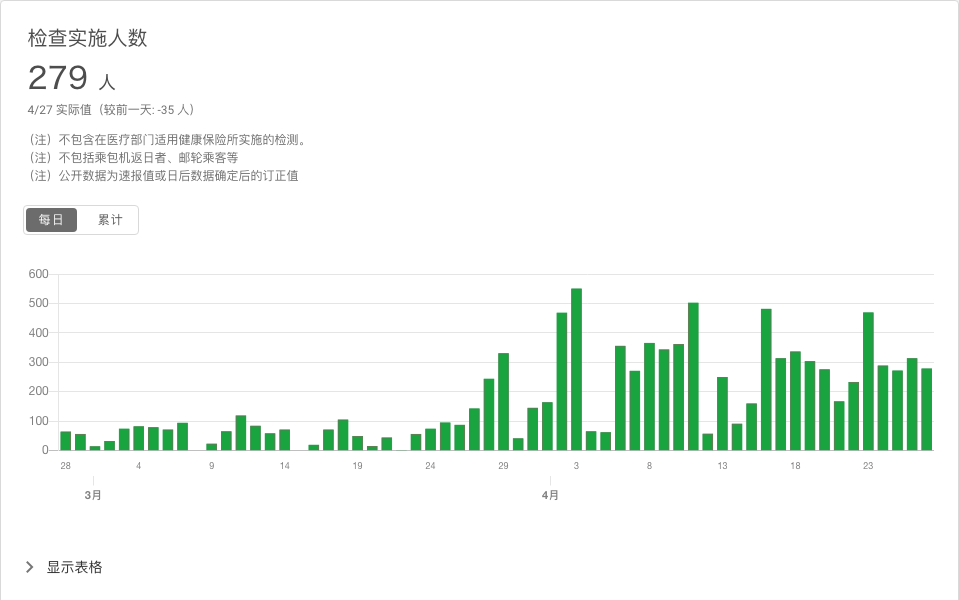 检查实施人数
279 人
4/27 实际值（较前一天: -35 人）
（注）不包含在医疗部门适用健康保险所实施的检测。
（注）不包括乘包机返日者、邮轮乘客等
（注）公开数据为速报值或日后数据确定后的订正值
每日 累计
600
500
400
300
200
100
0
28 4 9 14 19 24 29 3 8 13 18 23
3月 4月
显示表格